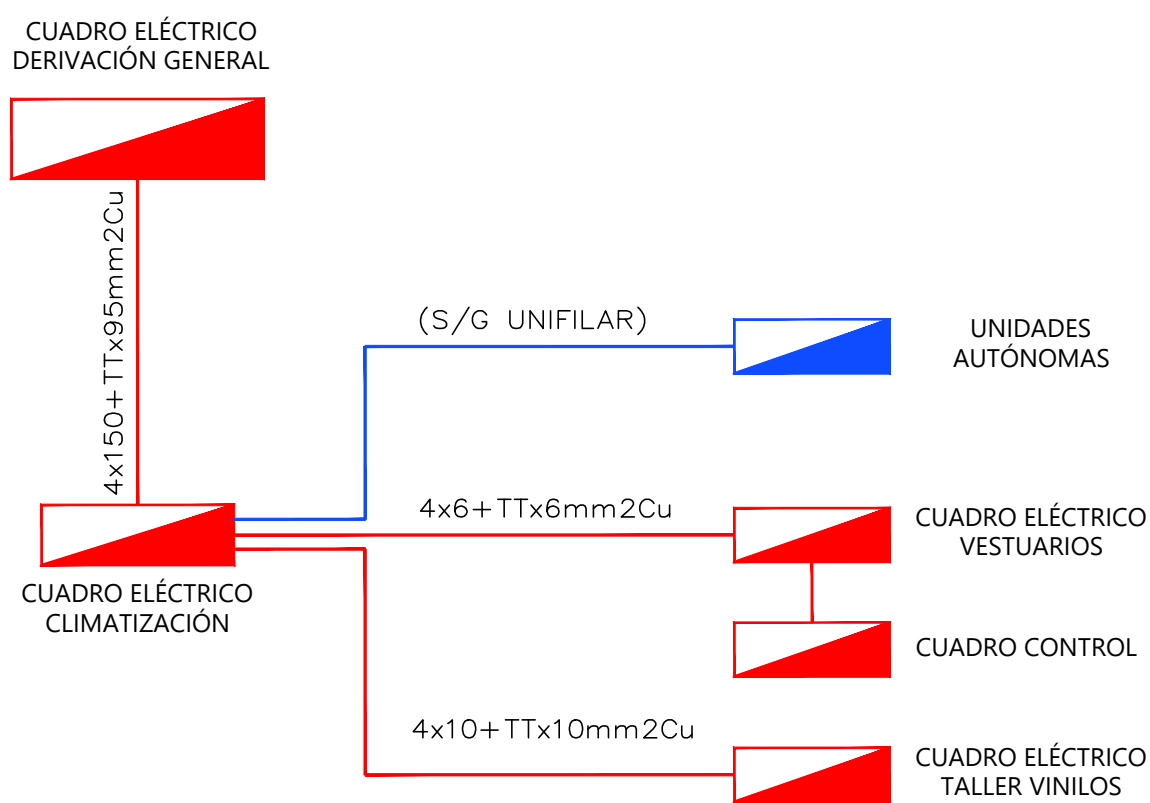 CUADRO ELÉCTRICO
DERIVACIÓN GENERAL
4x150+TTx95mm2Cu
(S/G UNIFILAR)
UNIDADES
AUTÓNOMAS
4x6+TTx6mm2Cu
CUADRO ELÉCTRICO
VESTUARIOS
CUADRO ELÉCTRICO
CLIMATIZACIÓN
CUADRO CONTROL
4x10+TTx10mm2Cu
CUADRO ELÉCTRICO
TALLER VINILOS